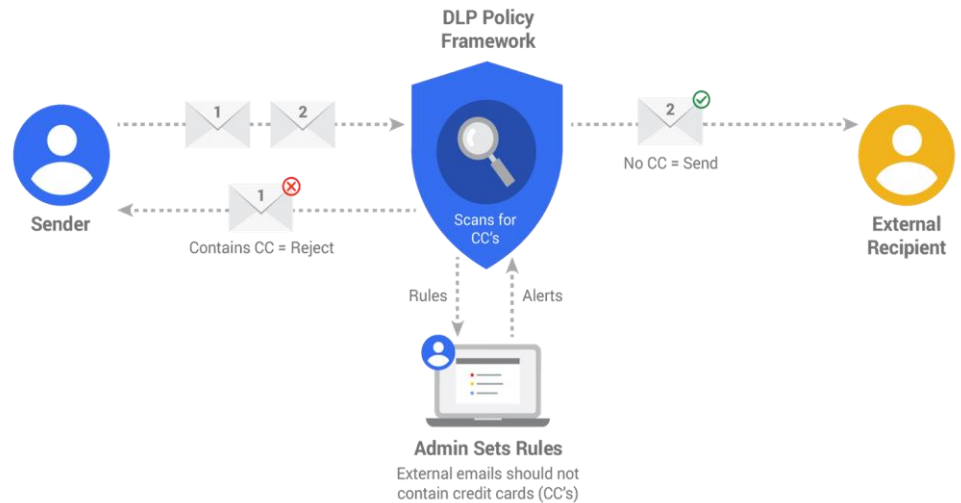 DLP Policy
Framework
1
2
2
No CC = Send
Sender
1
Contains CC = Reject
Scans for
CC's
External
Recipient
Rules
Alerts
Admin Sets Rules
External emails should not
contain credit cards (CC's)